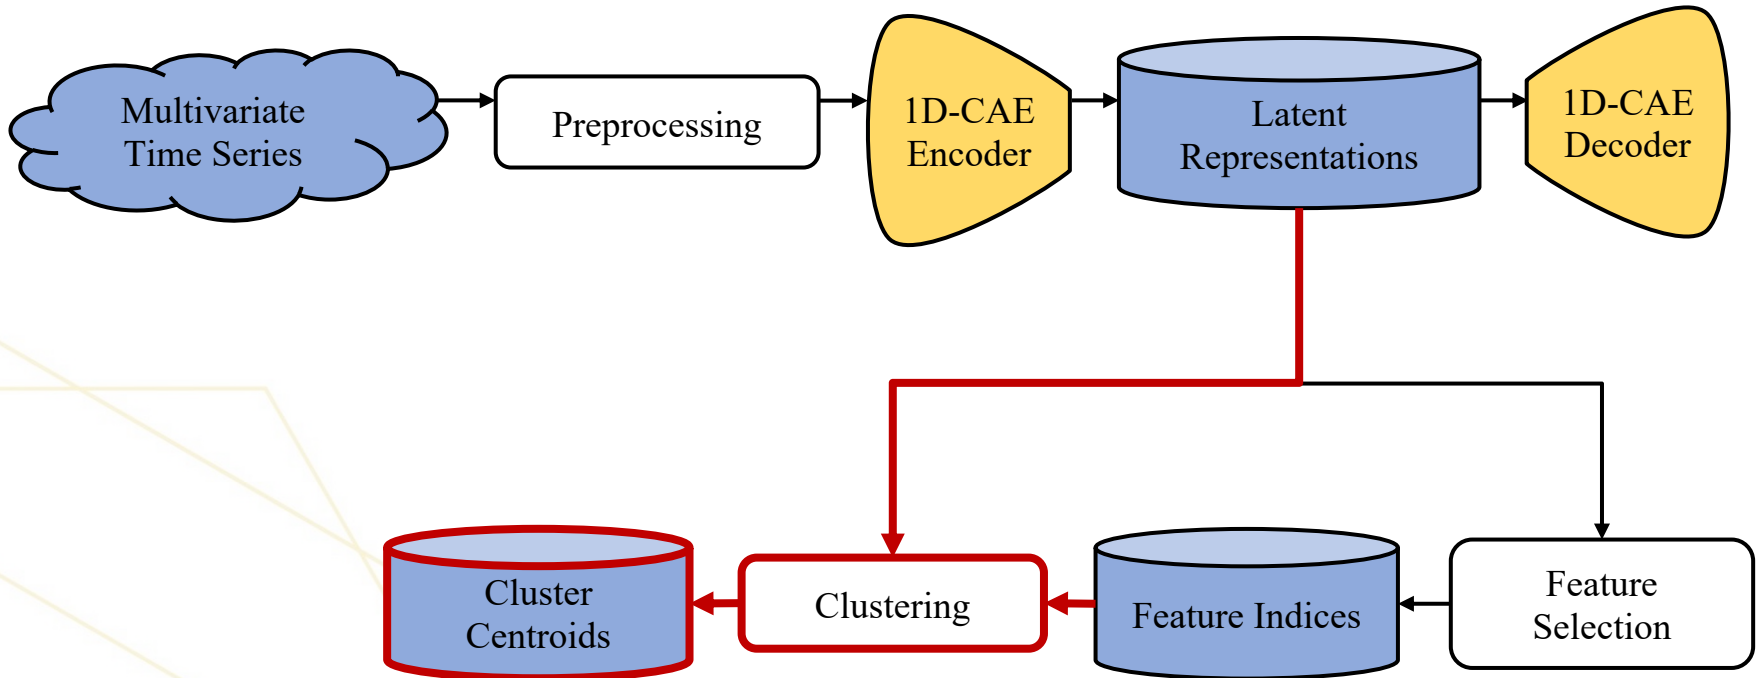 Multivariate
Time Series
Preprocessing
1D-CAE
Encoder
Latent
Representations
1D-CAE
Decoder
Cluster
Centroids
Clustering
Feature Indices
Feature
Selection